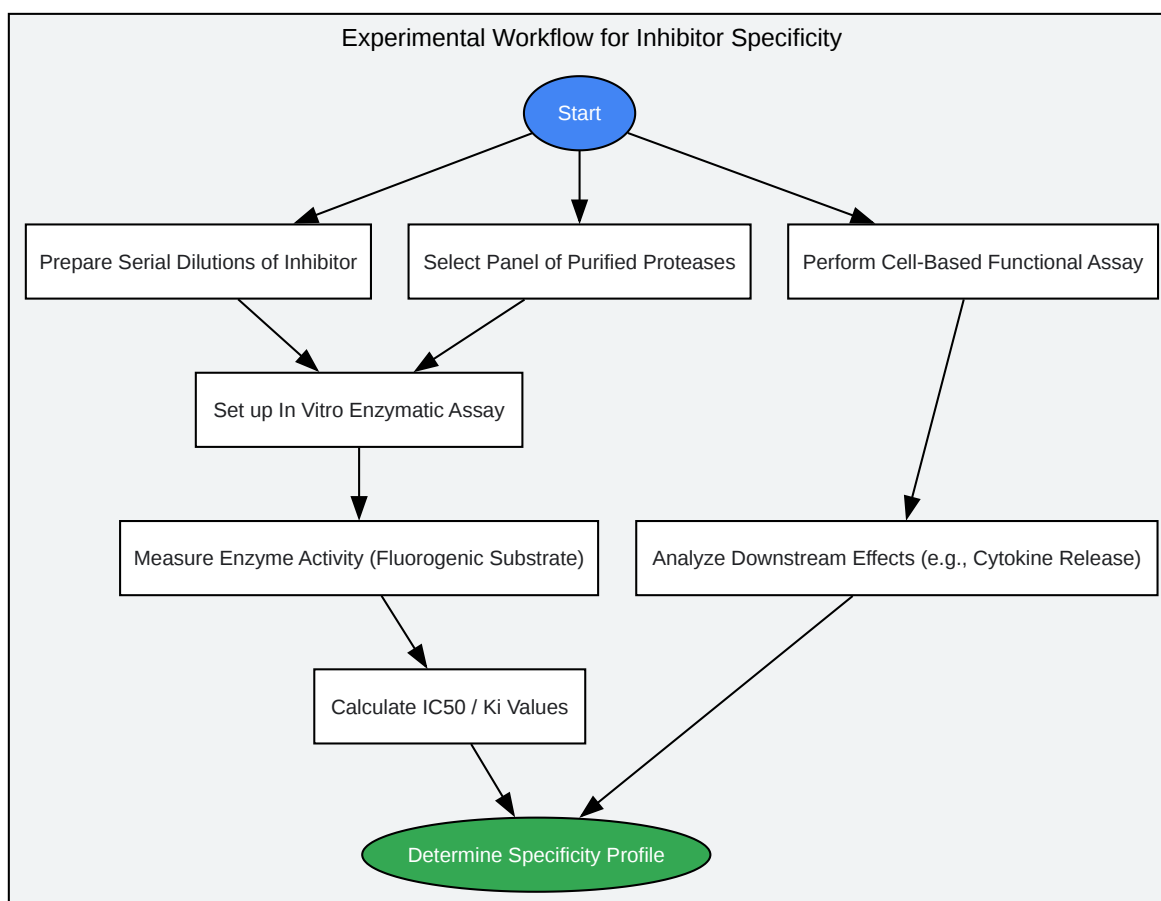 Experimental Workflow for Inhibitor Specificity
Start
Prepare Serial Dilutions of Inhibitor
Select Panel of Purified Proteases
Perform Cell-Based Functional Assay
Set up In Vitro Enzymatic Assay
Measure Enzyme Activity (Fluorogenic Substrate)
Analyze Downstream Effects (e.g., Cytokine Release)
Calculate IC50 / Ki Values
Determine Specificity Profile